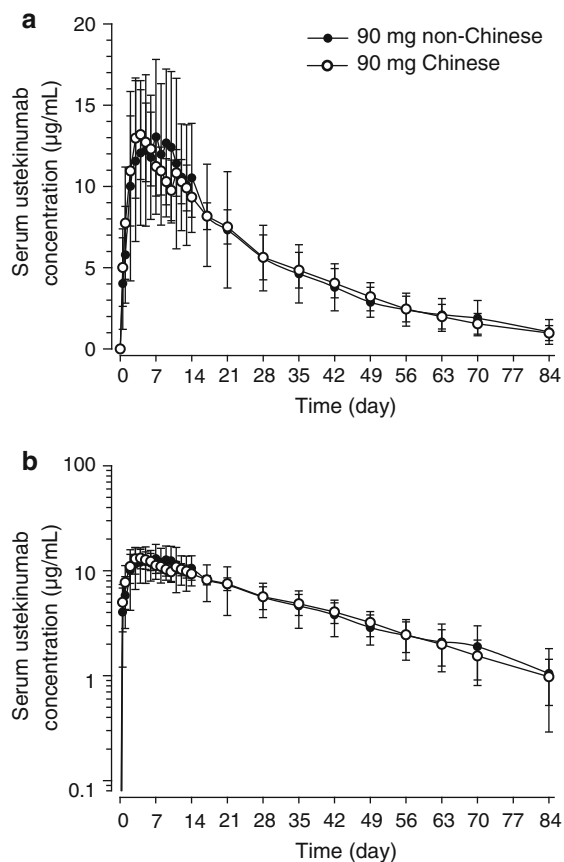 a
20
15
10
5
0
Serum ustekinumab
concentration (μg/mL)
90 mg non-Chinese
90 mg Chinese
0 7 14 21 28 35 42 49 56 63 70 77 84
Time (day)
b
100
10
1
0.1
Serum ustekinumab
concentration (μg/mL)
0 7 14 21 28 35 42 49 56 63 70 77 84
Time (day)